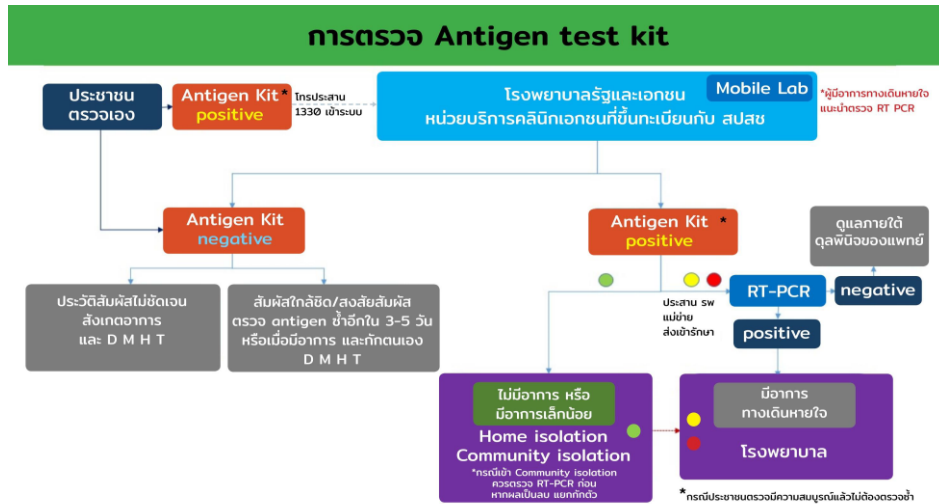 การตรวจ Antigen test kit
ประชาชน
ตรวจเอง
Antigen Kit*
positive
โทรประสาน
1330 เข้าระบบ
Mobile Lab
โรงพยาบาลรัฐและเอกชน
หน่วยบริการคลินิกเอกชนที่ขึ้นทะเบียนกับ สปสช
*ผู้มีอาการทางเดินหายใจ
แนะนำตรวจ RT PCR
Antigen Kit
negative
Antigen Kit *
positive
ดูแลภายใต้
ดุลพินิจของแพทย์
ประวัติสัมผัสไม่ชัดเจน
สังเกตอาการ
และ D M H T
สัมผัสใกล้ชิด/สงสัยสัมผัส
ตรวจ antigen ซ้ำอีกใน 3-5 วัน
หรือเมื่อมีอาการ และกักตนเอง
D M H T
ประสาน รพ
แม่ข่าย
ส่งเข้ารักษา
RT-PCR
negative
positive
ไม่มีอาการ หรือ
มีอาการเล็กน้อย
Home isolation
Community isolation
*กรณีเข้า Community isolation
ควรตรวจ RT-PCR ก่อน
หากผลเป็นลบ แยกกักตัว
มีอาการ
ทางเดินหายใจ
โรงพยาบาล
*กรณีประชาชนตรวจมีความสมบูรณ์แล้วไม่ต้องตรวจซ้ำ